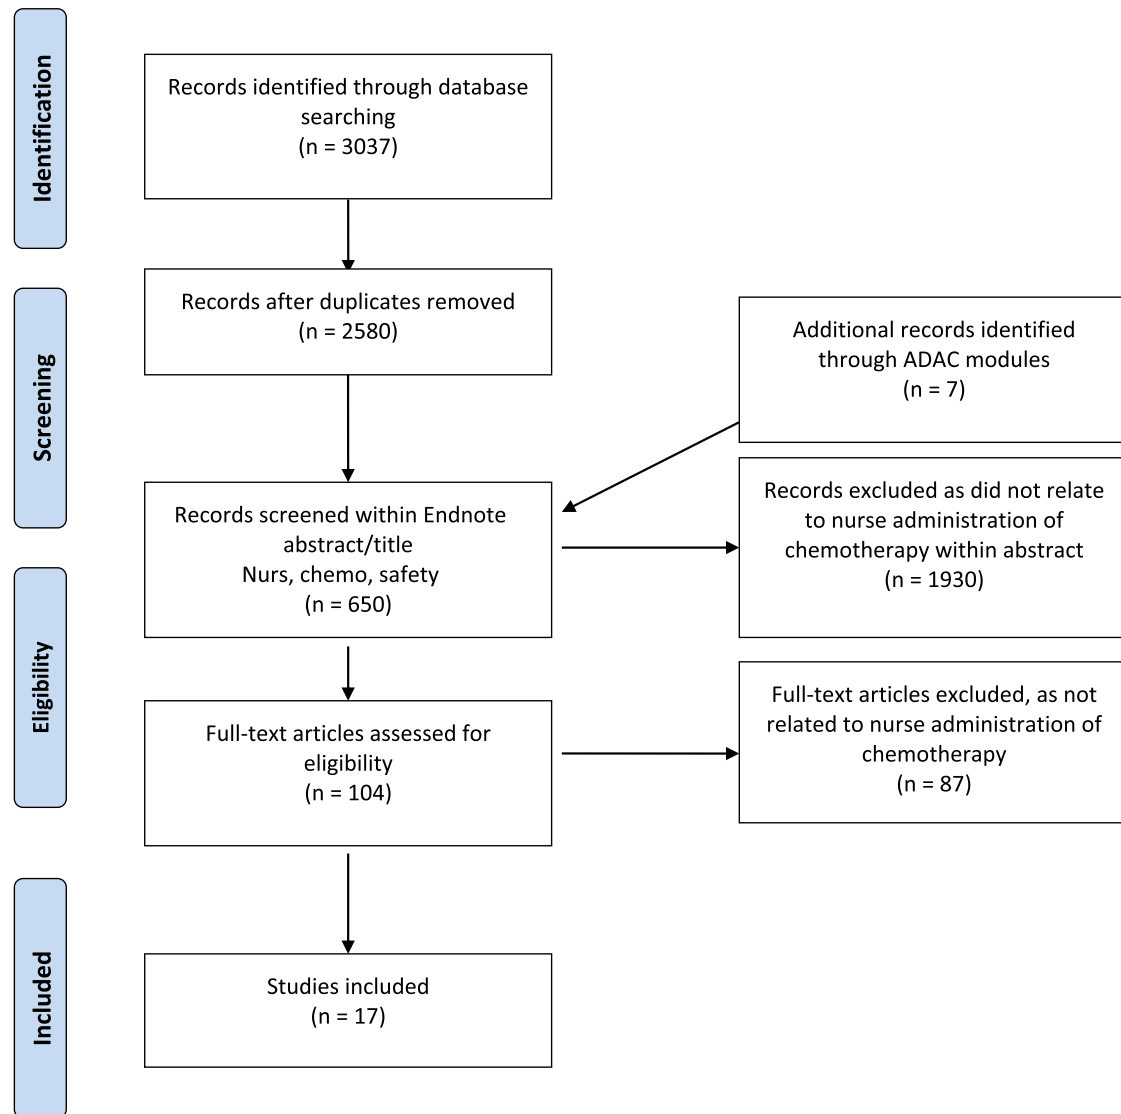 Identification
Records identified through database
searching
(n = 3037)
Screening
Records after duplicates removed
(n = 2580)
Additional records identified
through ADAC modules
(n = 7)
Records screened within Endnote
abstract/title
Nurs, chemo, safety
(n = 650)
Records excluded as did not relate
to nurse administration of
chemotherapy within abstract
(n = 1930)
Eligibility
Full-text articles assessed for
eligibility
(n = 104)
Full-text articles excluded, as not
related to nurse administration of
chemotherapy
(n = 87)
Included
Studies included
(n = 17)